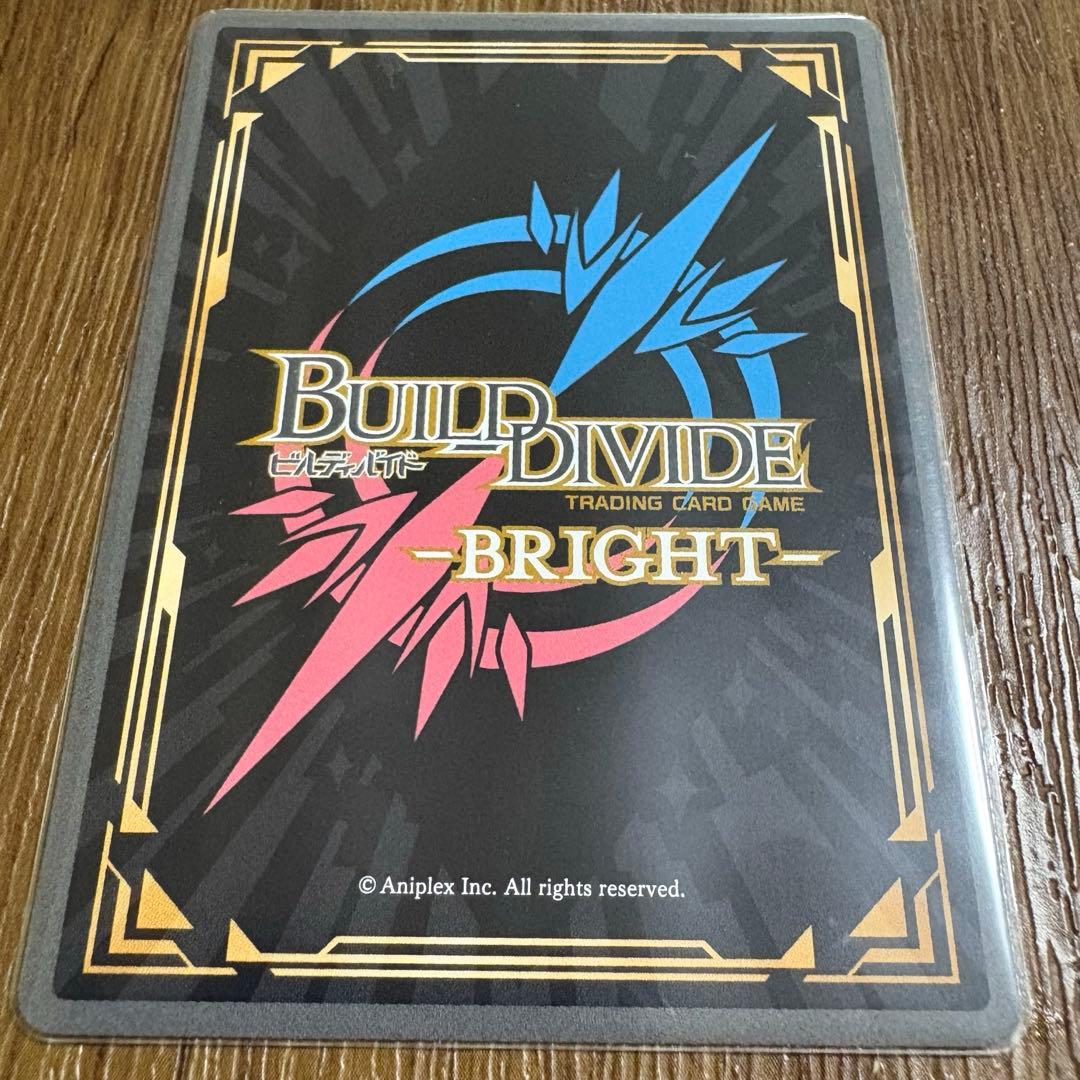 BUILD DIVIDE
ビルディバイド
TRADING CARD GAME
-BRIGHT-
© Aniplex Inc. All rights reserved.